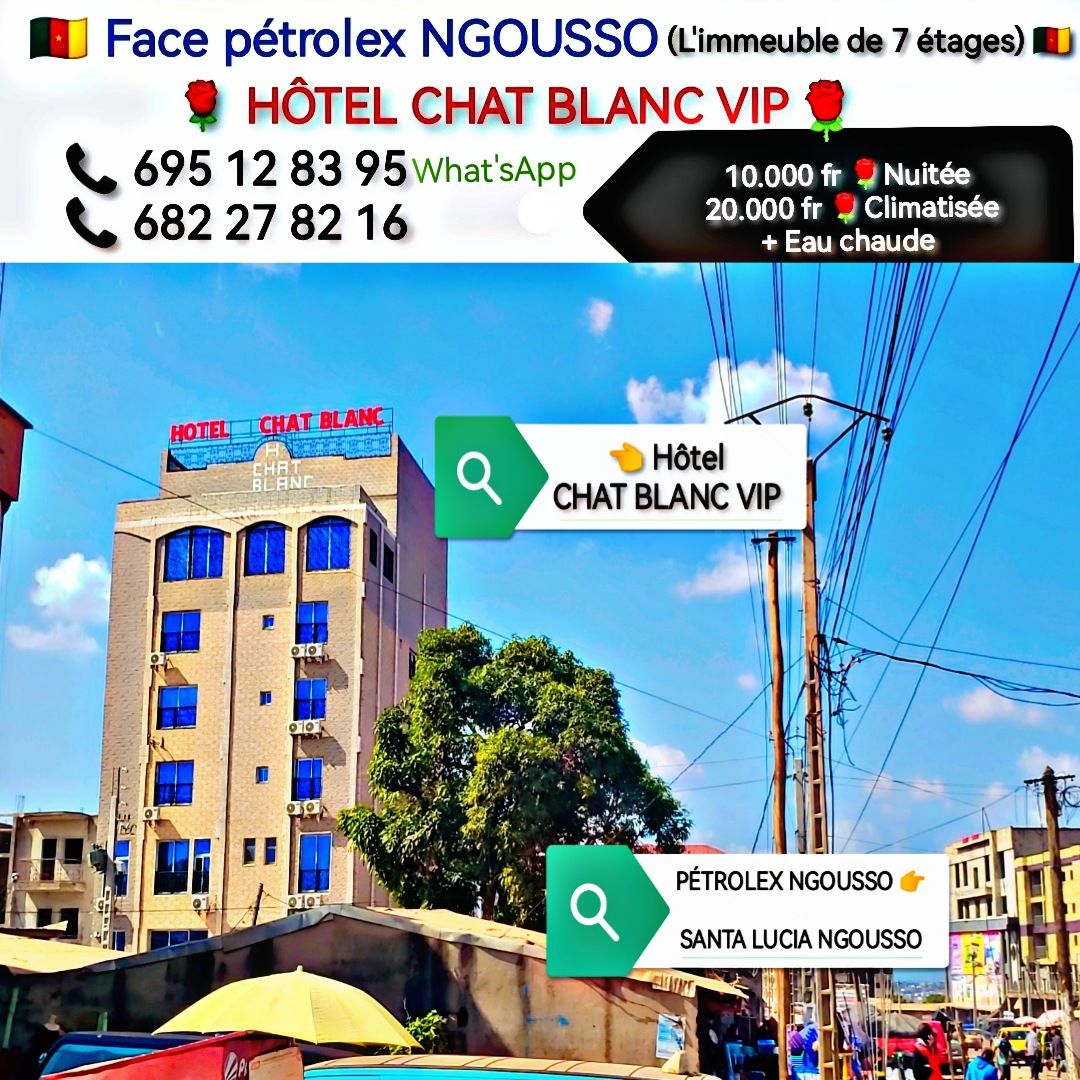 Face pétrolex NGOUSSO (L'immeuble de 7 étages)
HÔTEL CHAT BLANC VIP
695 12 83 95 What'sApp
682 27 82 16
10.000 fr Nuitée
20.000 fr Climatisée
+ Eau chaude
HOTEL CHAT BLANC
H
CHAT
BLANC
Hôtel
CHAT BLANC VIP
PÉTROLEX NGOUSSO
SANTA LUCIA NGOUSSO